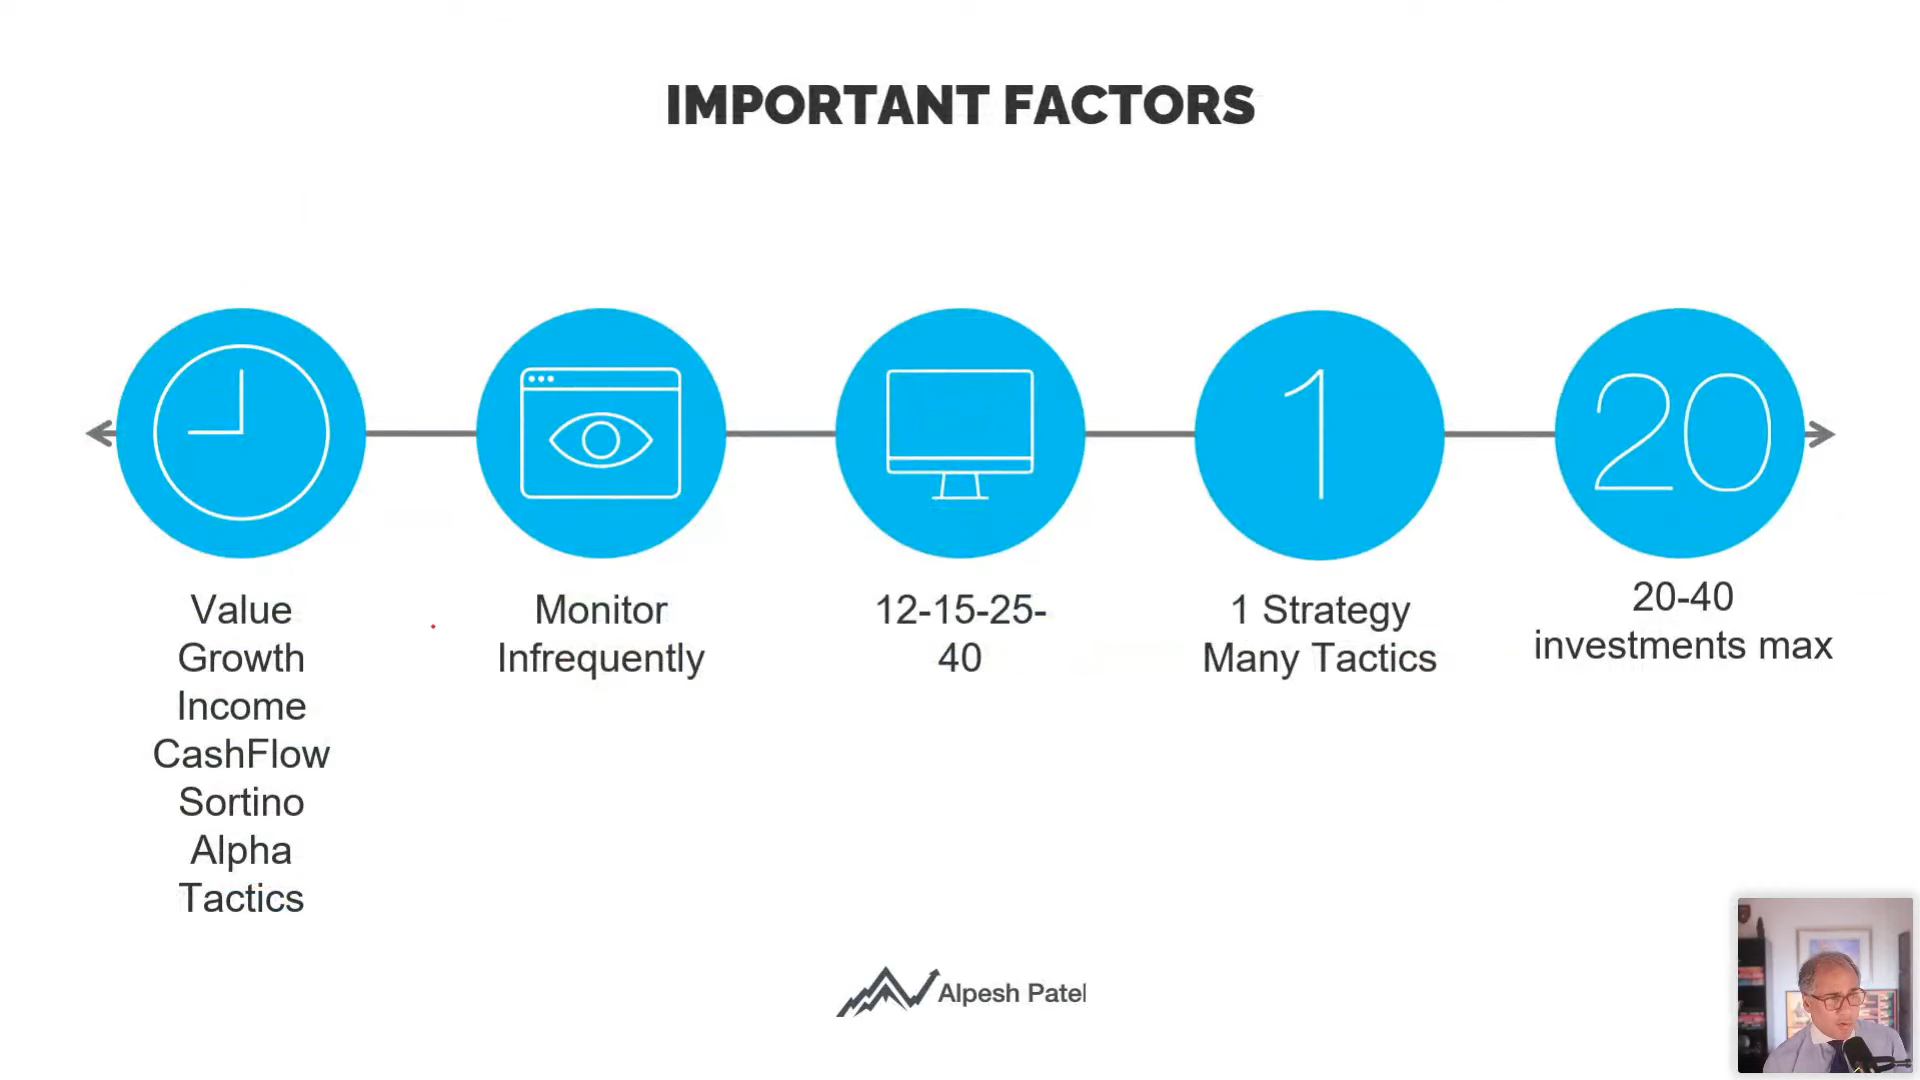 IMPORTANT FACTORS
1
20
Value
Growth
Income
CashFlow
Sortino
Alpha
Tactics
Monitor
Infrequently
12-15-25-
40
1 Strategy
Many Tactics
20-40
investments max
Alpesh Patel